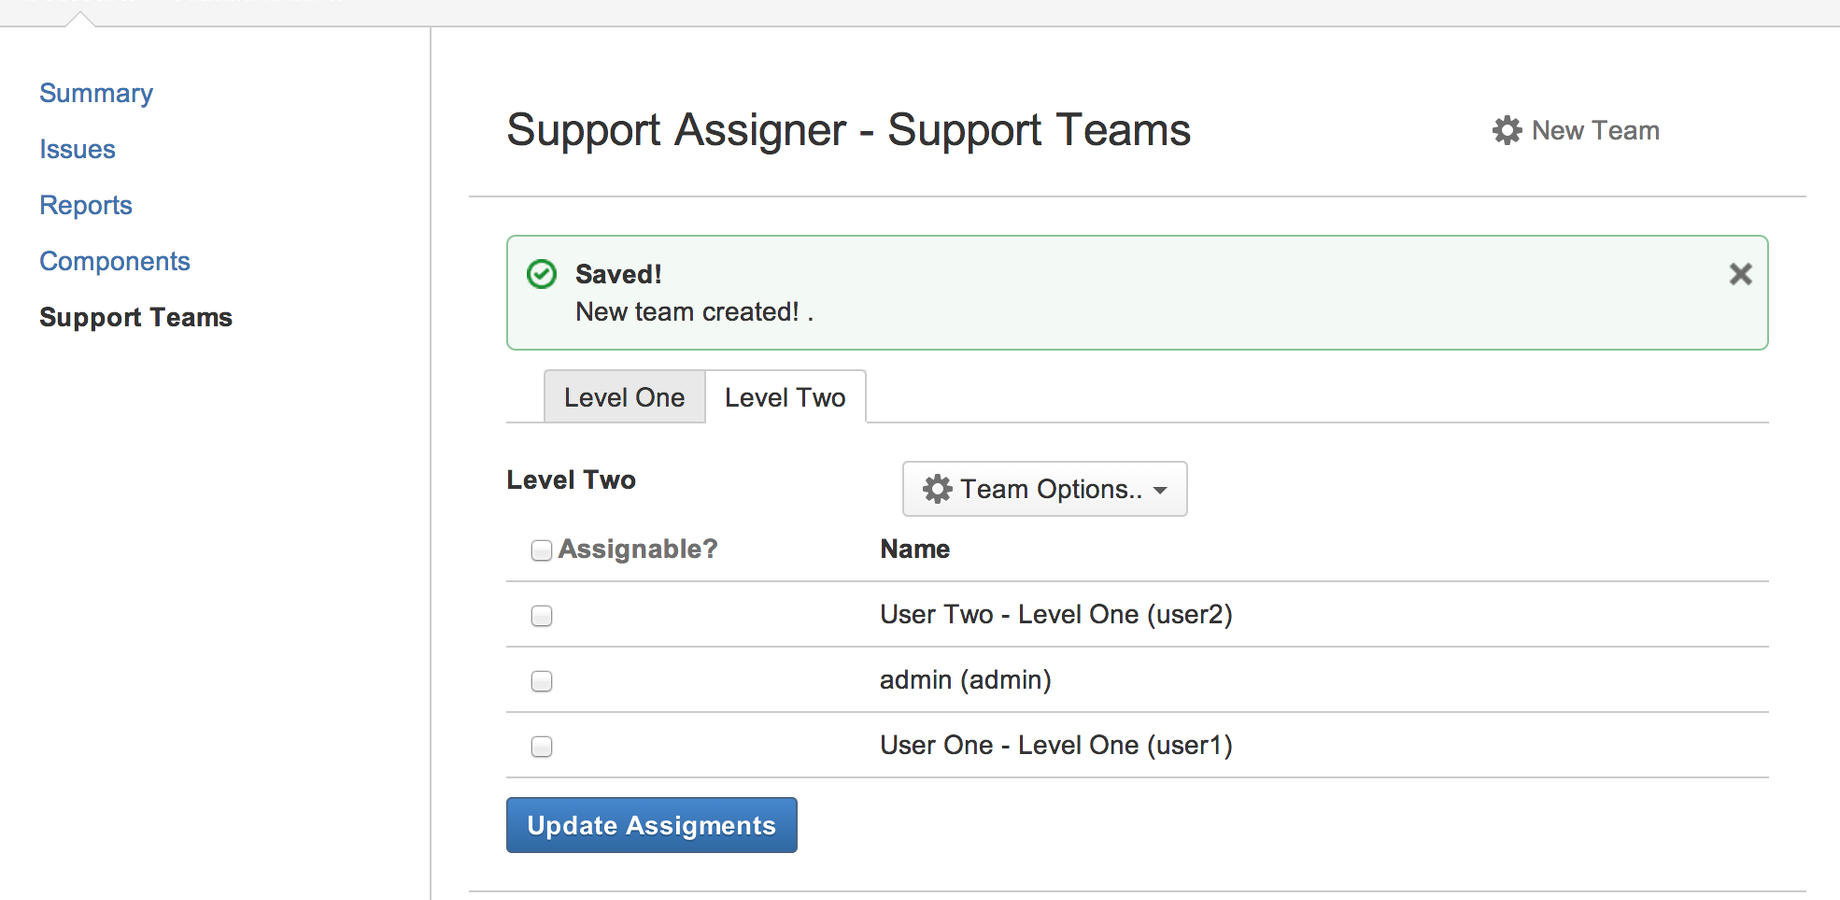 Summary
Issues
Reports
Components
Support Teams
Support Assigner - Support Teams
New Team
Saved!
New team created! .
Level One
Level Two
Level Two
Team Options..
Assignable?
Name
User Two - Level One (user2)
admin (admin)
User One - Level One (user1)
Update Assigments